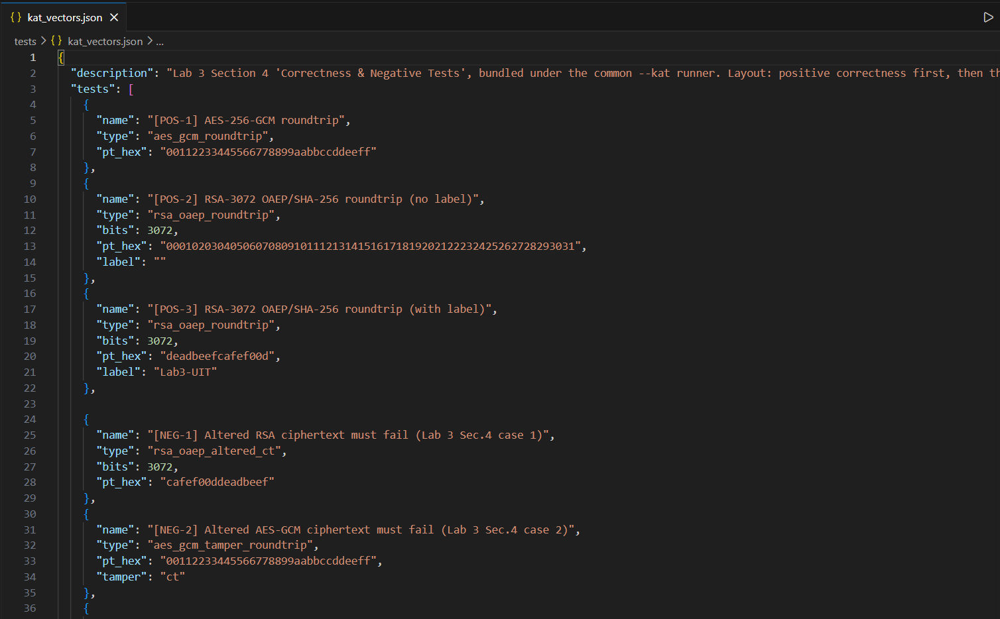 {} kat_vectors.json ×
tests > {} kat_vectors.json > ...
1 {
2 "description": "Lab 3 Section 4 'Correctness & Negative Tests', bundled under the common --kat runner. Layout: positive correctness first, then th
3 "tests": [
4 {
5 "name": "[POS-1] AES-256-GCM roundtrip",
6 "type": "aes_gcm_roundtrip",
7 "pt_hex": "00112233445566778899aabbccddeeff"
8 },
9 {
10 "name": "[POS-2] RSA-3072 OAEP/SHA-256 roundtrip (no label)",
11 "type": "rsa_oaep_roundtrip",
12 "bits": 3072,
13 "pt_hex": "0001020304050607080910111213141516171819202122232425262728293031",
14 "label": ""
15 },
16 {
17 "name": "[POS-3] RSA-3072 OAEP/SHA-256 roundtrip (with label)",
18 "type": "rsa_oaep_roundtrip",
19 "bits": 3072,
20 "pt_hex": "deadbeefcafef00d",
21 "label": "Lab3-UIT"
22 },
23
24 {
25 "name": "[NEG-1] Altered RSA ciphertext must fail (Lab 3 Sec.4 case 1)",
26 "type": "rsa_oaep_altered_ct",
27 "bits": 3072,
28 "pt_hex": "cafef00ddeadbeef"
29 },
30 {
31 "name": "[NEG-2] Altered AES-GCM ciphertext must fail (Lab 3 Sec.4 case 2)",
32 "type": "aes_gcm_tamper_roundtrip",
33 "pt_hex": "00112233445566778899aabbccddeeff",
34 "tamper": "ct"
35 },
36 {